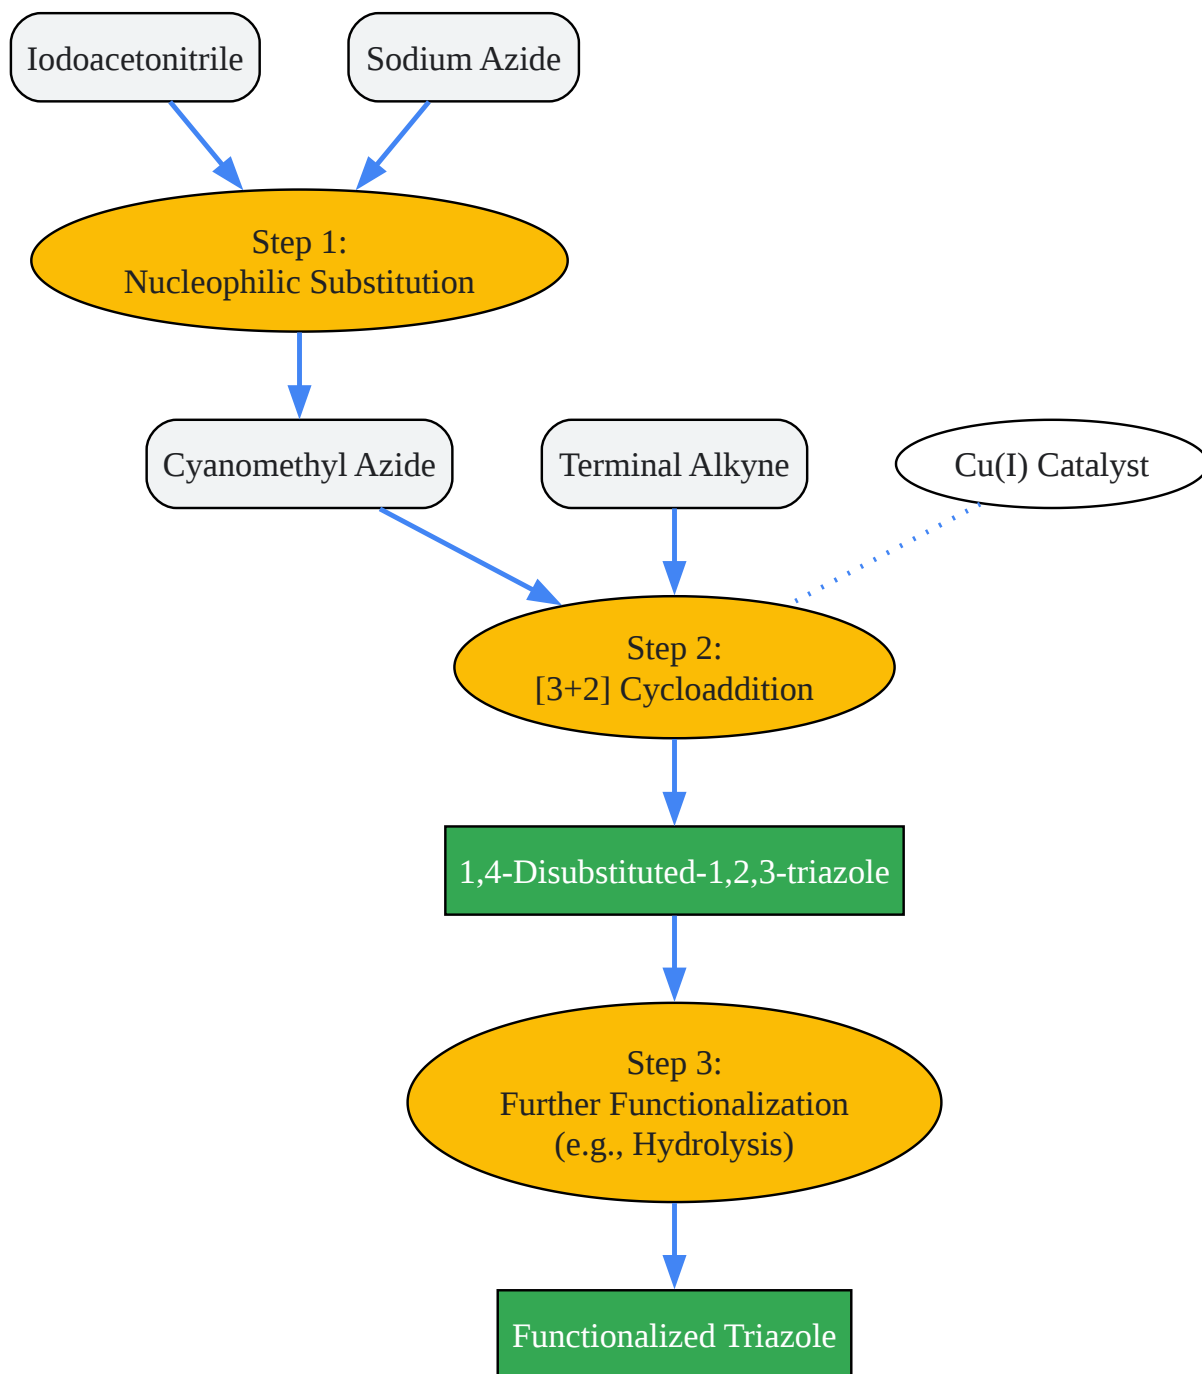 Iodoacetonitrile
Sodium Azide
Step 1:
Nucleophilic Substitution
Cyanomethyl Azide
Terminal Alkyne
Cu(I) Catalyst
Step 2:
[3+2] Cycloaddition
1,4-Disubstituted-1,2,3-triazole
Step 3:
Further Functionalization
(e.g., Hydrolysis)
Functionalized Triazole